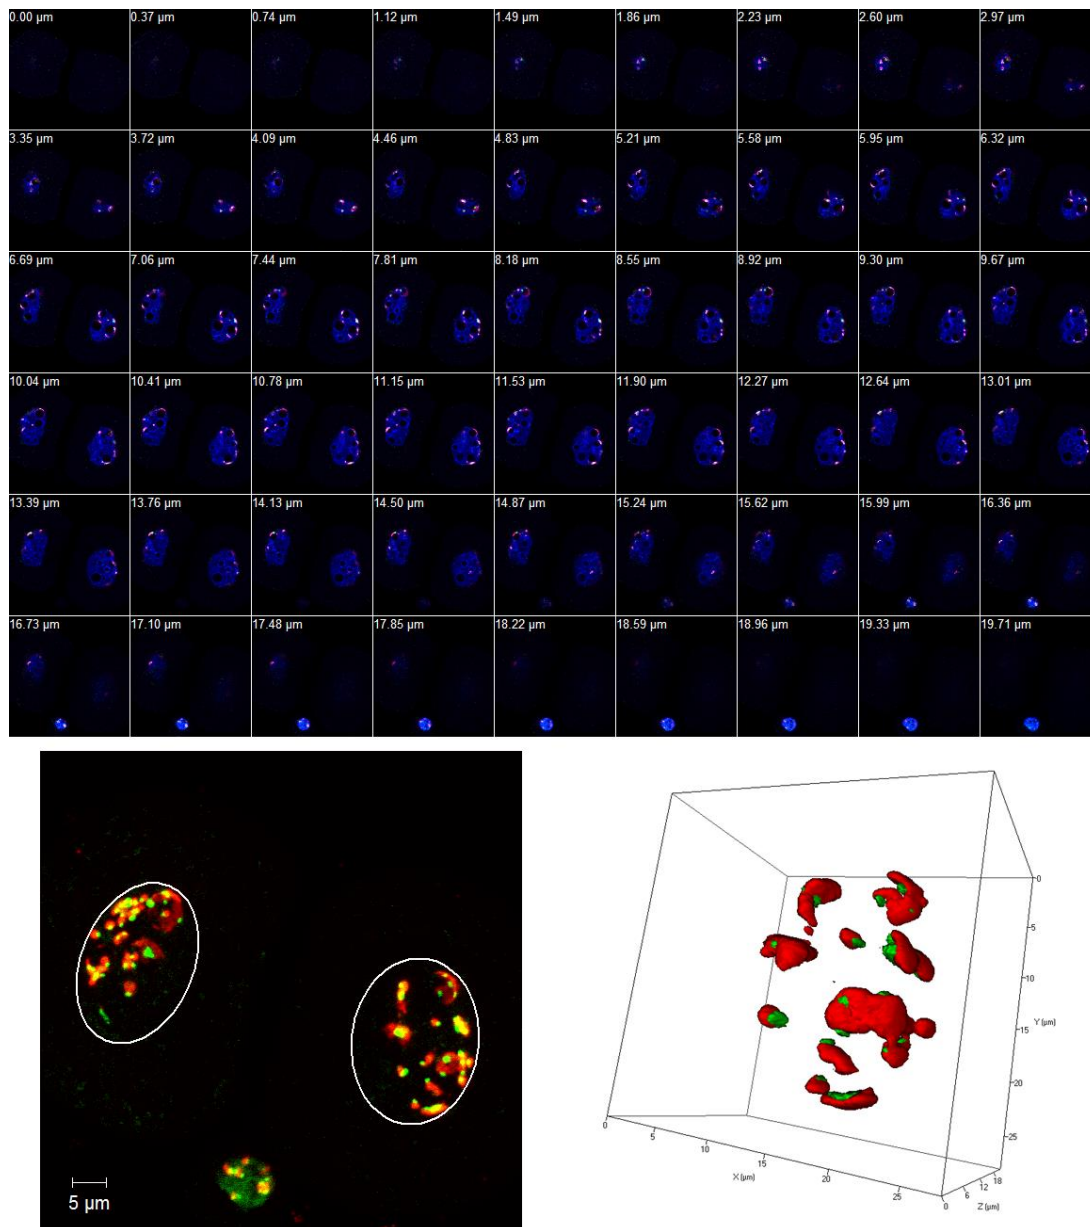 0.00 µm 0.37 µm 0.74 µm 1.12 µm 1.49 µm 1.86 µm 2.23 µm 2.60 µm 2.97 µm
3.35 µm 3.72 µm 4.09 µm 4.46 µm 4.83 µm 5.21 µm 5.58 µm 5.95 µm 6.32 µm
6.69 µm 7.06 µm 7.44 µm 7.81 µm 8.18 µm 8.55 µm 8.92 µm 9.30 µm 9.67 µm
10.04 µm 10.41 µm 10.78 µm 11.15 µm 11.53 µm 11.90 µm 12.27 µm 12.64 µm 13.01 µm
13.39 µm 13.76 µm 14.13 µm 14.50 µm 14.87 µm 15.24 µm 15.62 µm 15.99 µm 16.36 µm
16.73 µm 17.10 µm 17.48 µm 17.85 µm 18.22 µm 18.59 µm 18.96 µm 19.33 µm 19.71 µm
5 µm
0
5
10
15
20
25
Y [µm]
0 5 10 15 20 25
X [µm]
0 6 12 18
Z [µm]